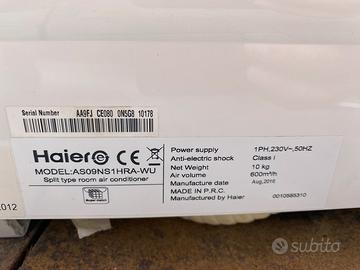 Serial Number AA9FJ CE080 0N5G8 10178
Haier
MODEL:AS09NS1HRA-WU
Split type room air conditioner
Power supply 1PH,230V~,50HZ
Anti-electric shock Class I
Net Weight 10 kg
Air volume 600m³/h
Manufacture date Aug,2016
MADE IN P.R.C.
Manufactured by Haier 0010585310
2012
subito